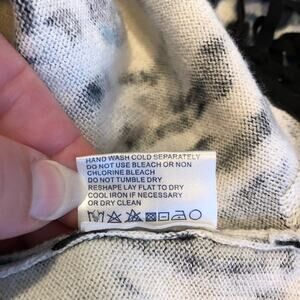 HAND WASH COLD SEPARATELY
DO NOT USE BLEACH OR NON
CHLORINE BLEACH
DO NOT TUMBLE DRY
RESHAPE LAY FLAT TO DRY
COOL IRON IF NECESSARY
OR DRY CLEAN